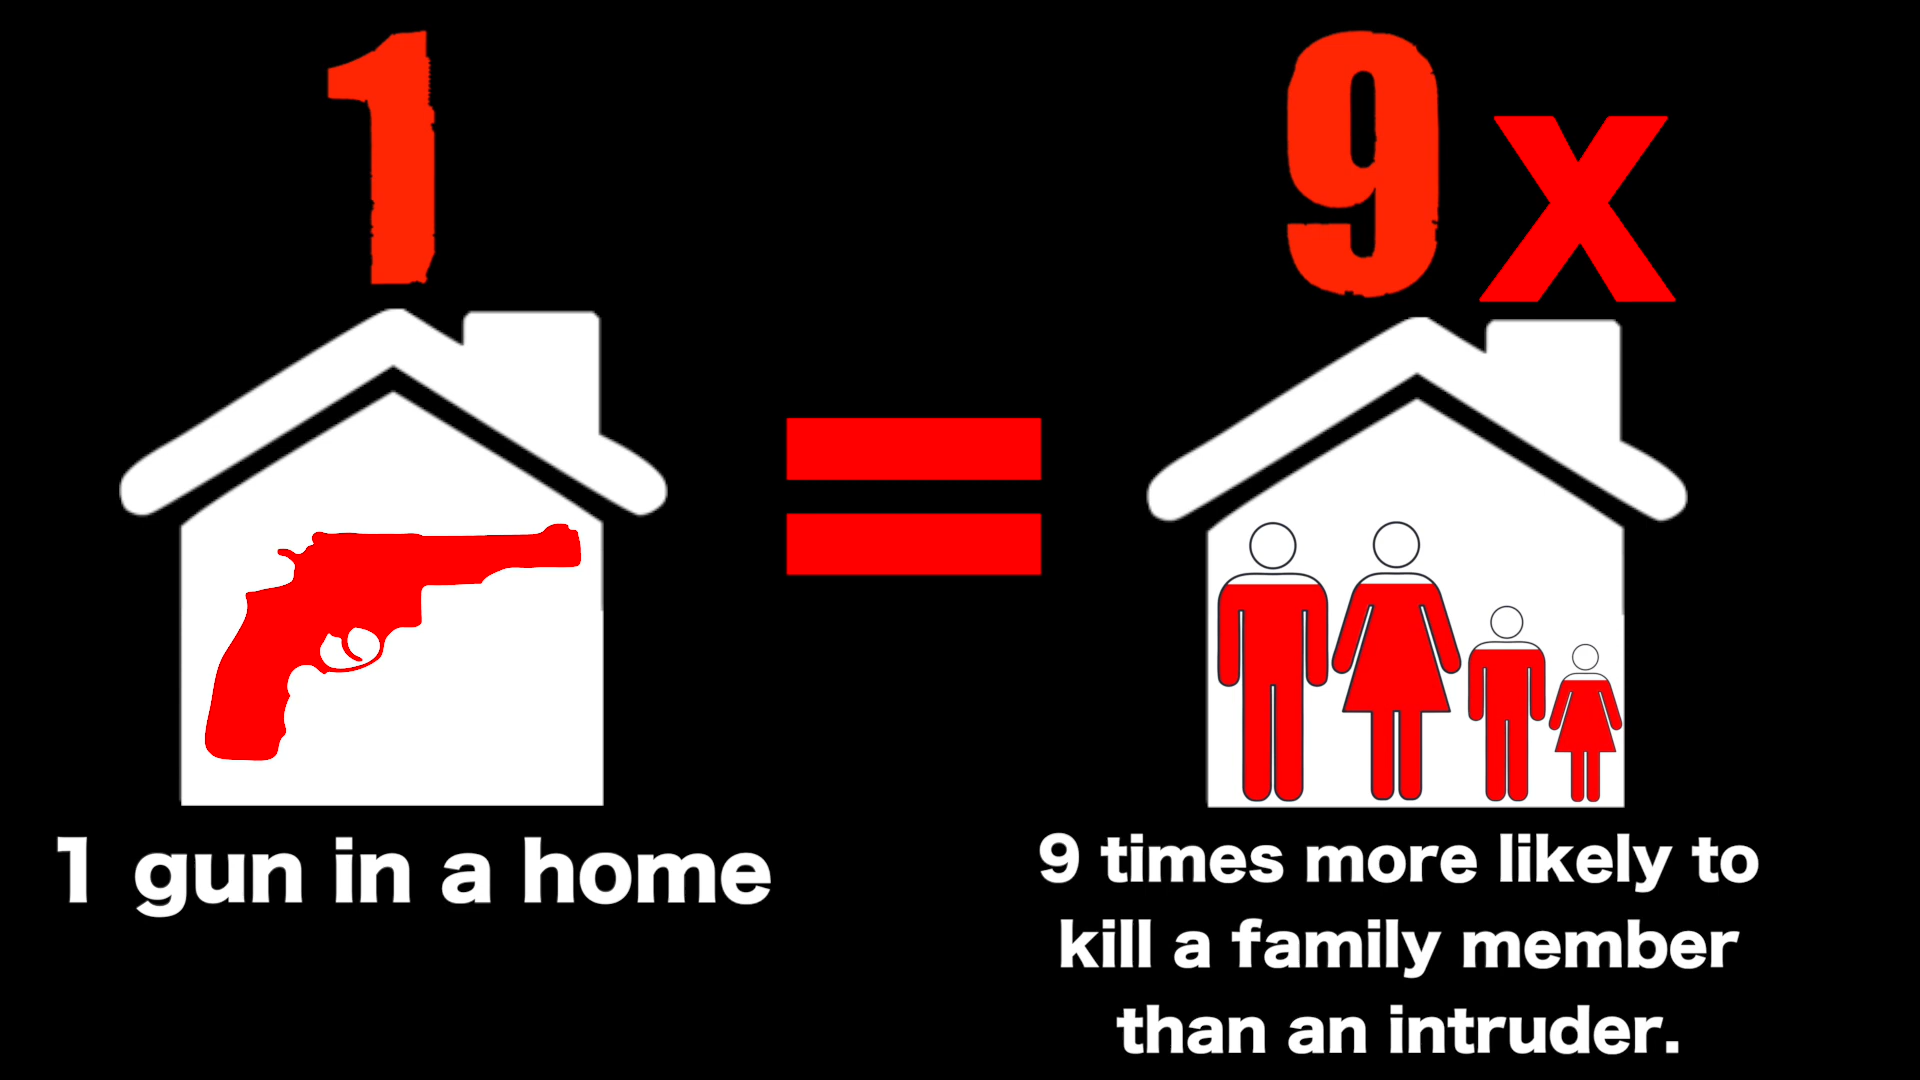 1
9x
1 gun in a home
9 times more likely to
kill a family member
than an intruder.